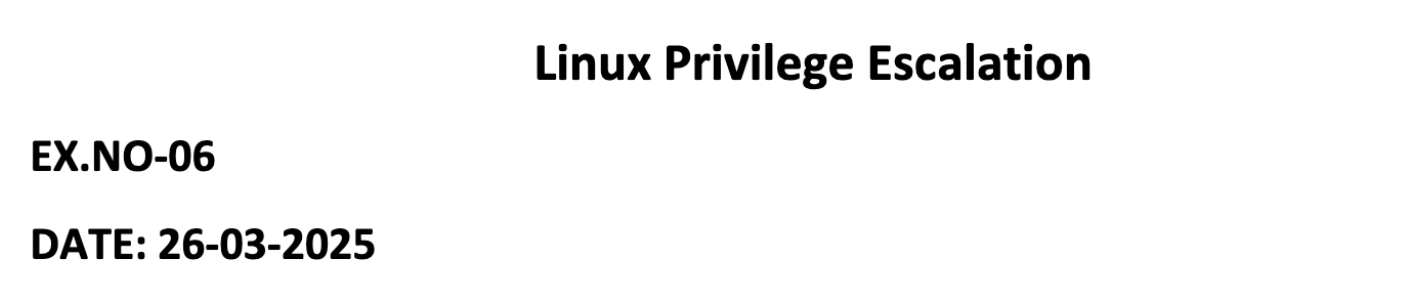 Linux Privilege Escalation
EX.NO-06
DATE: 26-03-2025